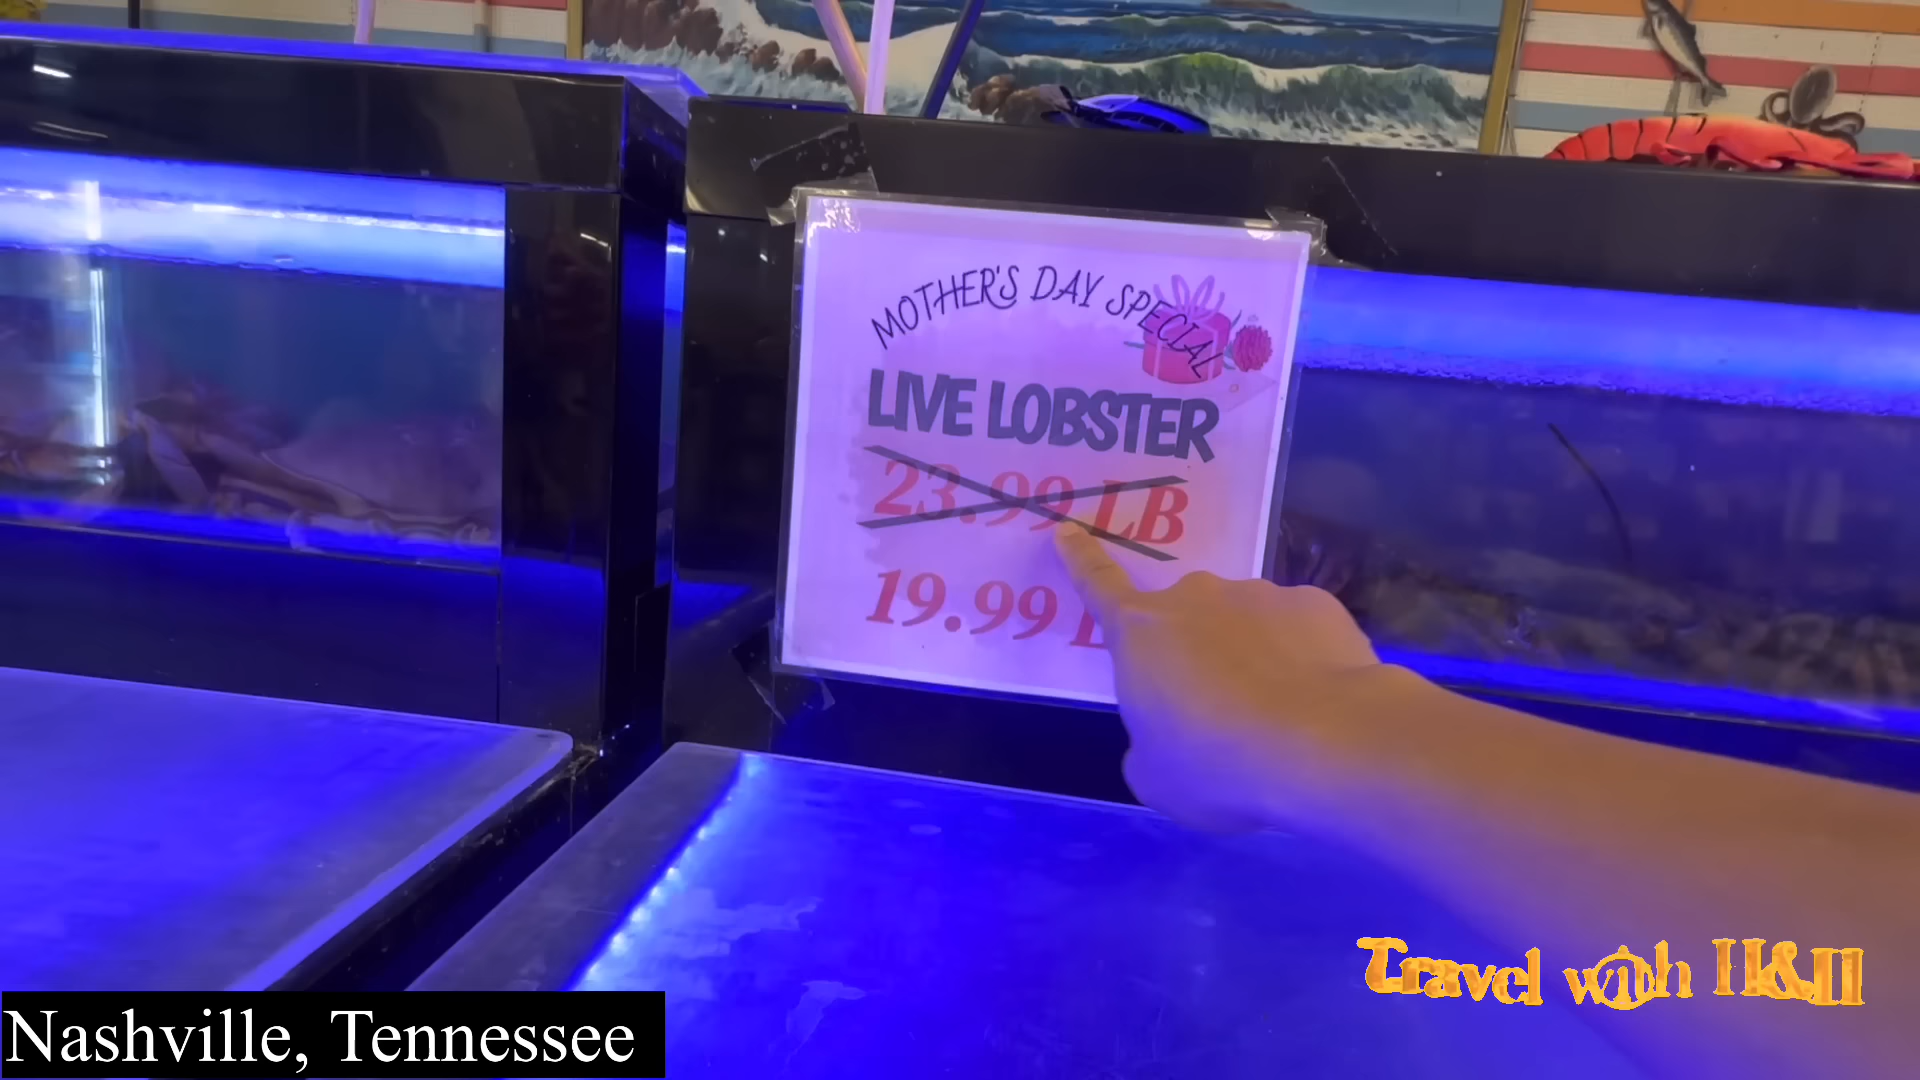 MOTHER'S DAY SPECIAL
LIVE LOBSTER
23.99 LB
19.99
Travel with
Nashville, Tennessee